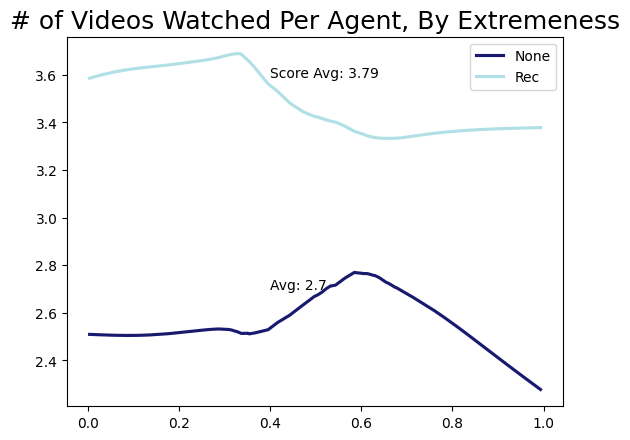 # of Videos Watched Per Agent, By Extremeness
None
Rec
Score Avg: 3.79
Avg: 2.7
3.6
3.4
3.2
3.0
2.8
2.6
2.4
0.0 0.2 0.4 0.6 0.8 1.0